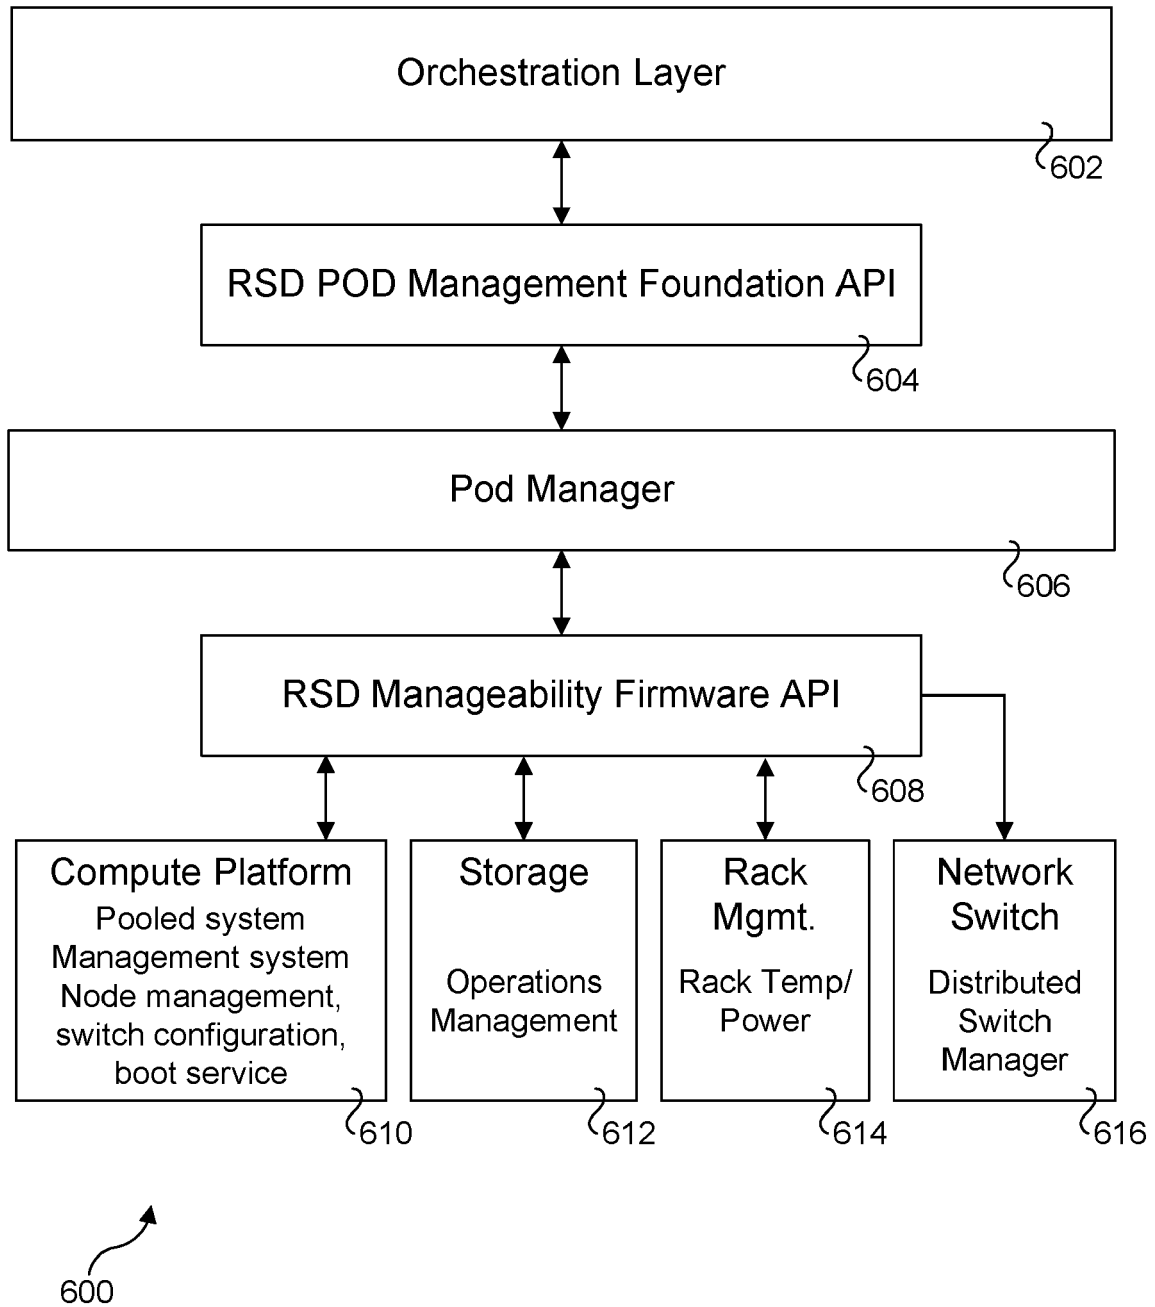 Orchestration Layer
602
RSD POD Management Foundation API
604
Pod Manager
606
RSD Manageability Firmware API
608
Compute Platform
Pooled system
Management system
Node management,
switch configuration,
boot service
610
Storage
Operations
Management
612
Rack
Mgmt.
Rack Temp/
Power
614
Network
Switch
Distributed
Switch
Manager
616
600